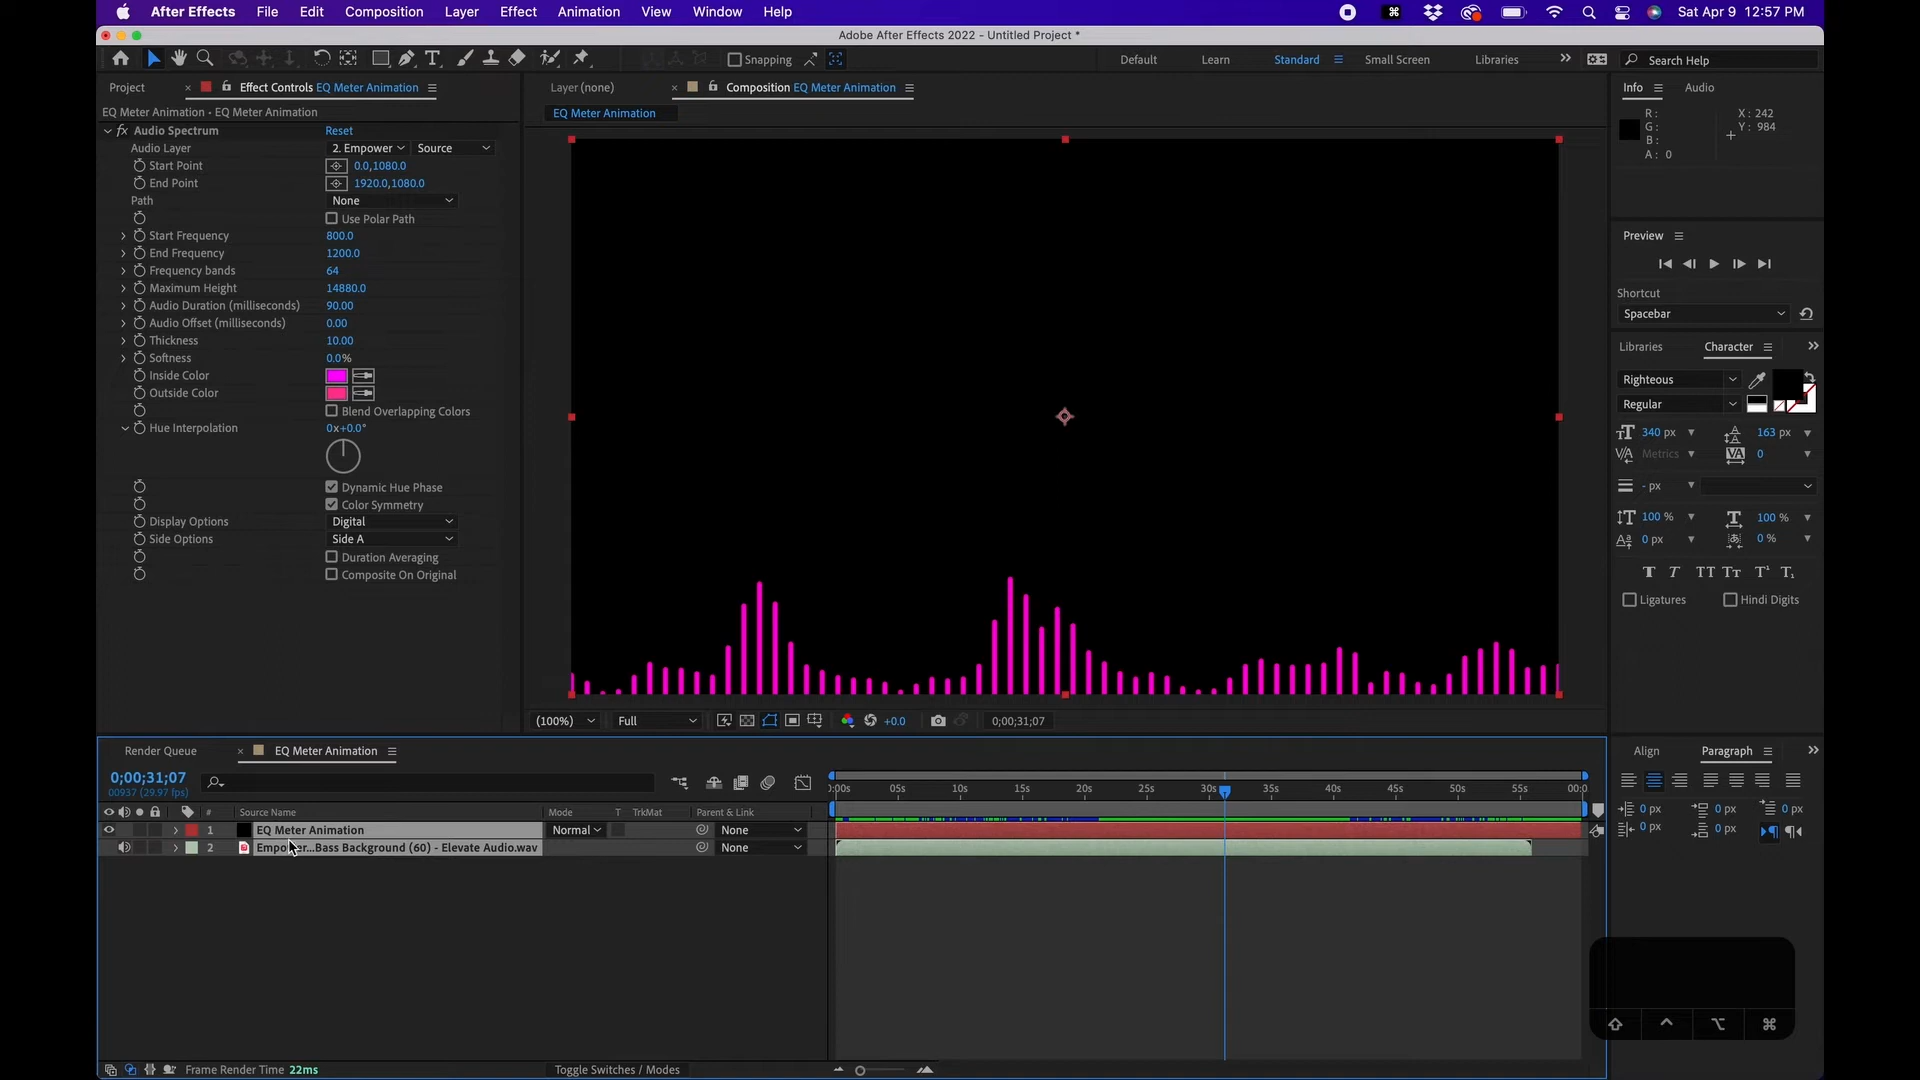 After Effects File Edit Composition Layer Effect Animation View Window Help Sat Apr 9 12:57 PM
Adobe After Effects 2022 - Untitled Project *
Snapping Default Learn Standard Small Screen Libraries Search Help
Project Effect Controls EQ Meter Animation Layer (none) Composition EQ Meter Animation Info Audio
EQ Meter Animation • EQ Meter Animation EQ Meter Animation
R: X: 242
G: Y: 984
B:
A: 0
fx Audio Spectrum Reset
Audio Layer 2. Empower Source
Start Point 0.0,1080.0
End Point 1920.0,1080.0
Path None
Use Polar Path
Start Frequency 800.0
End Frequency 1200.0
Frequency bands 64
Maximum Height 14880.0
Audio Duration (milliseconds) 90.00
Audio Offset (milliseconds) 0.00
Thickness 10.00
Softness 0.0%
Inside Color
Outside Color
Blend Overlapping Colors
Hue Interpolation 0x+0.0°
Dynamic Hue Phase
Color Symmetry
Display Options Digital
Side Options Side A
Duration Averaging
Composite On Original
Preview
Shortcut
Spacebar
Libraries Character
Righteous
Regular
340 px 163 px
Metrics 0
- px
100 % 100 %
0 px 0 %
T T TT Tт T¹ T₁
Ligatures Hindi Digits
(100%) Full +0.0 0;00;31;07
Render Queue EQ Meter Animation Align Paragraph
0;00;31;07
00937 (29.97 fps)
:00s 05s 10s 15s 20s 25s 30s 35s 40s 45s 50s 55s 00:0
# Source Name Mode T TrkMat Parent & Link
1 EQ Meter Animation Normal None
2 Empower...Bass Background (60) - Elevate Audio.wav None
0 px 0 px 0 px
0 px 0 px
Frame Render Time 22ms Toggle Switches / Modes